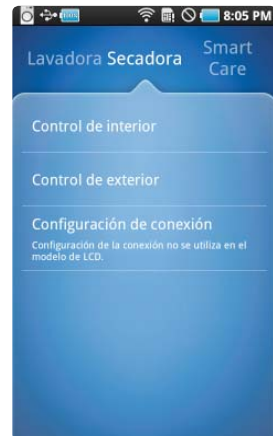 8:05 PM
Lavadora Secadora Smart Care
Control de interior
Control de exterior
Configuración de conexión
Configuración de la conexión no se utiliza en el
modelo de LCD.